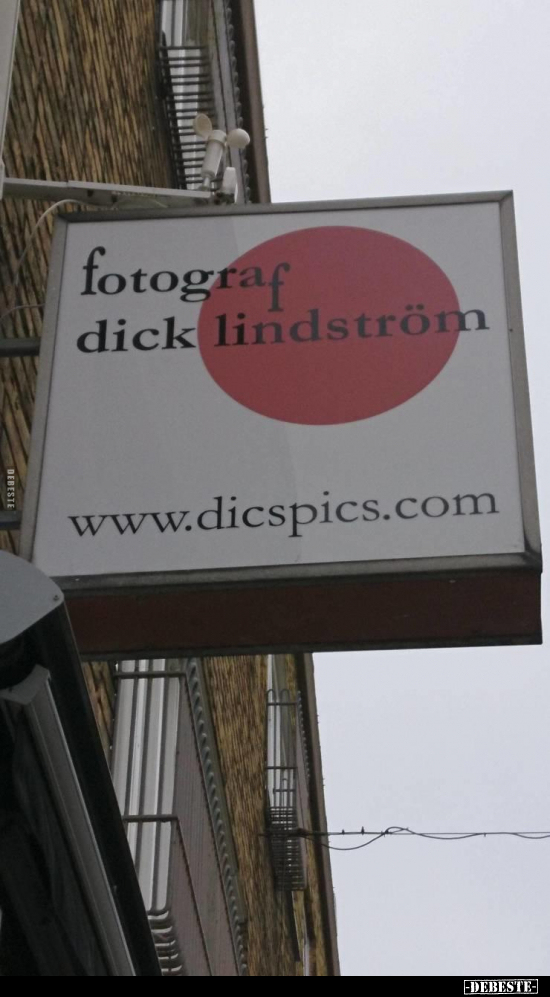 fotograf
dick lindström
www.dicspics.com
DEBESTE
-DEBESTE-